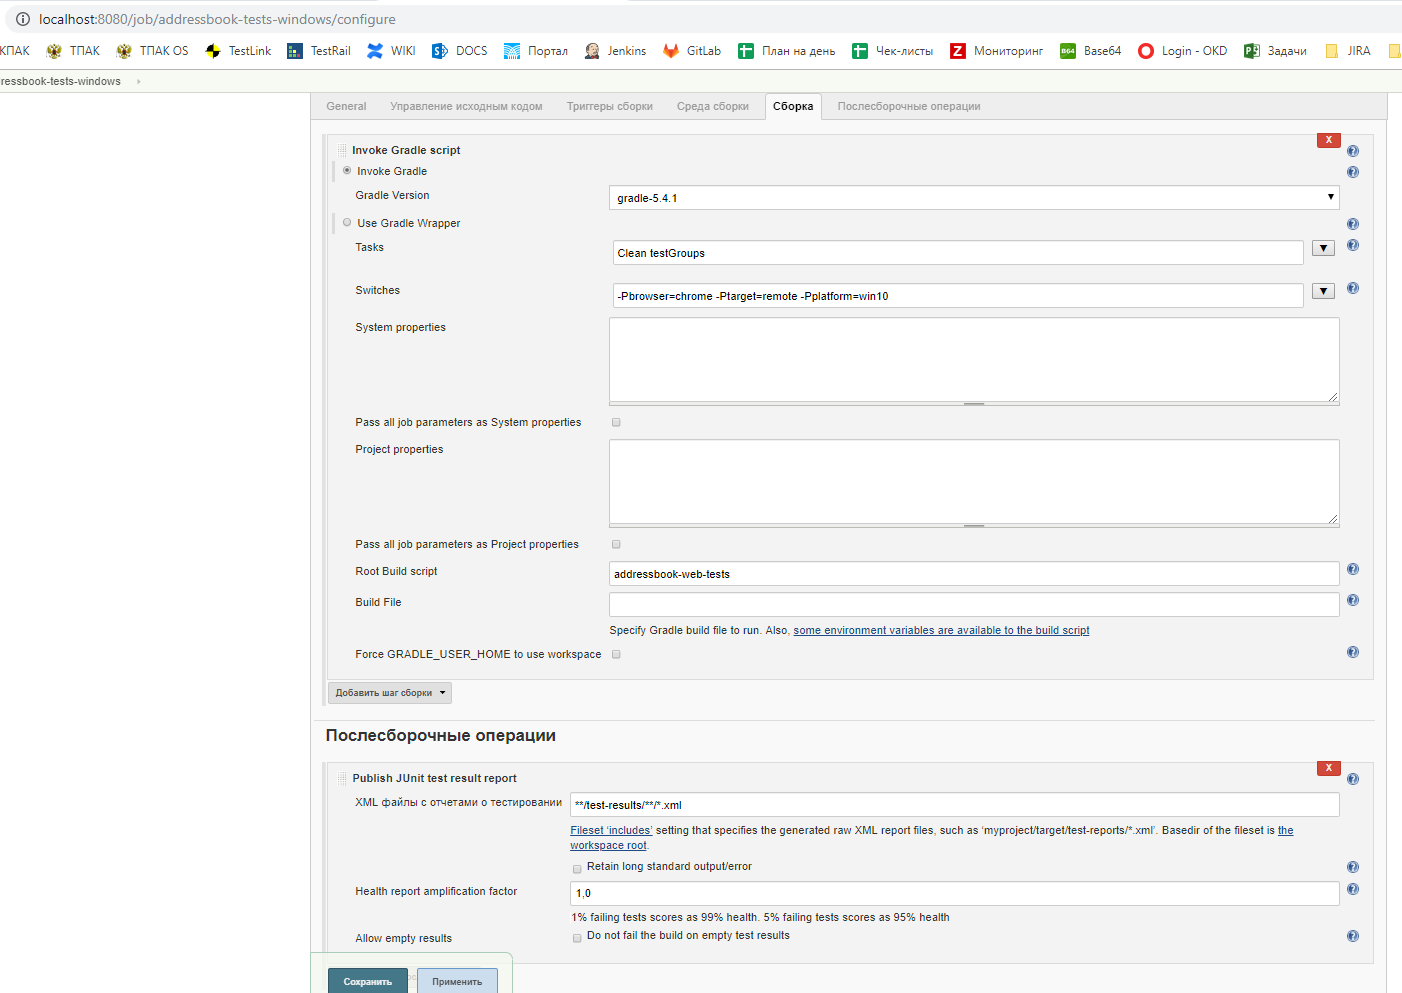 localhost:8080/job/addressbook-tests-windows/configure
КПАК ТПАК ТПАК OS TestLink TestRail WIKI DOCS Портал Jenkins GitLab План на день Чек-листы Мониторинг Base64 Login - OKD Задачи JIRA
ressbook-tests-windows
General Управление исходным кодом Триггеры сборки Среда сборки Сборка Послесборочные операции
X
Invoke Gradle script
Invoke Gradle
Gradle Version
gradle-5.4.1
Use Gradle Wrapper
Tasks
Clean testGroups
Switches
-Pbrowser=chrome -Ptarget=remote -Pplatform=win10
System properties
Pass all job parameters as System properties
Project properties
Pass all job parameters as Project properties
Root Build script
addressbook-web-tests
Build File
Specify Gradle build file to run. Also, some environment variables are available to the build script
Force GRADLE_USER_HOME to use workspace
Добавить шаг сборки
Послесборочные операции
X
Publish JUnit test result report
XML файлы с отчетами о тестировании
**/test-results/**/*.xml
Fileset ‘includes’ setting that specifies the generated raw XML report files, such as ‘myproject/target/test-reports/*.xml’. Basedir of the fileset is the
workspace root.
Retain long standard output/error
Health report amplification factor
1,0
1% failing tests scores as 99% health. 5% failing tests scores as 95% health
Allow empty results
Do not fail the build on empty test results
Сохранить Применить